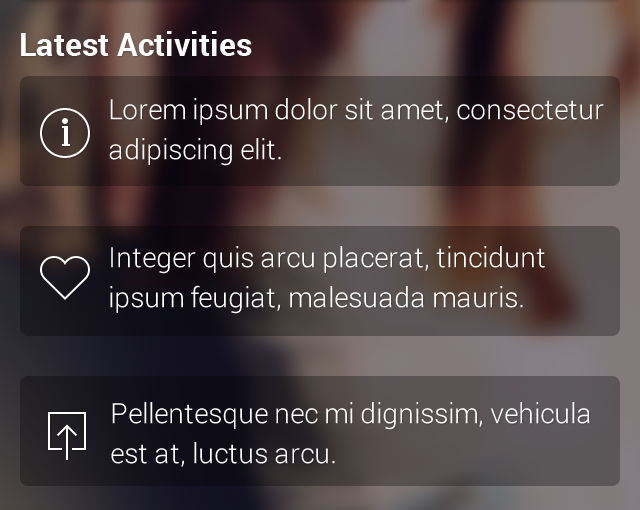 Latest Activities
Lorem ipsum dolor sit amet, consectetur
adipiscing elit.
Integer quis arcu placerat, tincidunt
ipsum feugiat, malesuada mauris.
Pellentesque nec mi dignissim, vehicula
est at, luctus arcu.